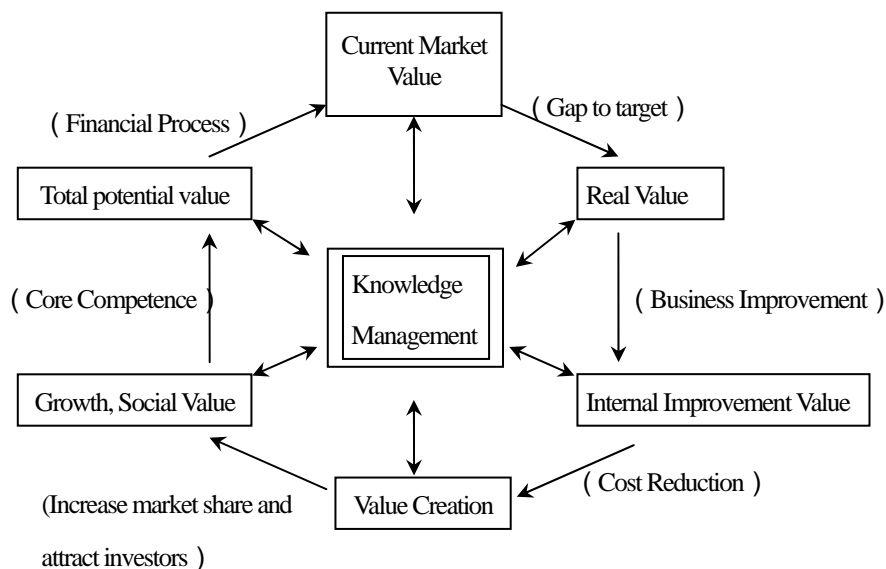 Current Market
Value
( Financial Process )
( Gap to target )
Total potential value
Real Value
Knowledge
Management
( Core Competence )
( Business Improvement )
Growth, Social Value
Internal Improvement Value
Value Creation
( Cost Reduction )
(Increase market share and
attract investors )